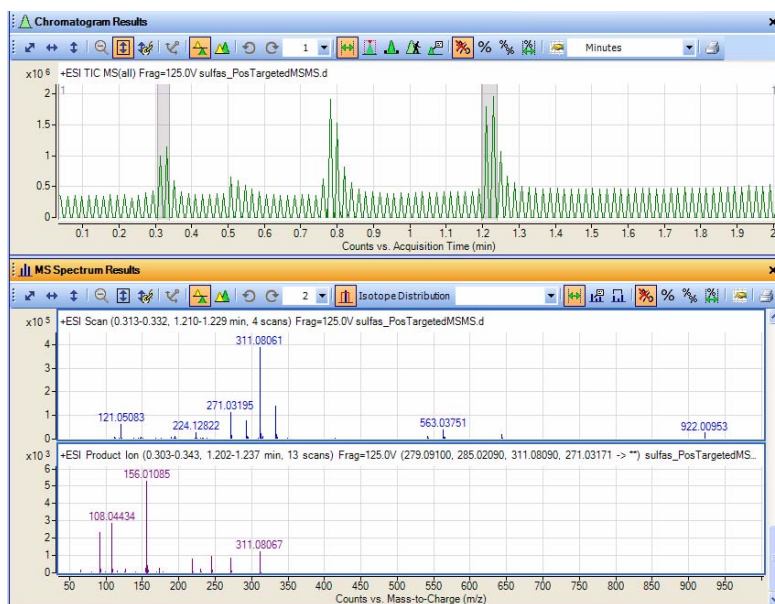 Chromatogram Results
1 Minutes
x10 6 +ESI TIC MS(all) Frag=125.0V sulfas_PosTargetedMSMS.d
1 1
2
1.5
1
0.5
0
0.1 0.2 0.3 0.4 0.5 0.6 0.7 0.8 0.9 1 1.1 1.2 1.3 1.4 1.5 1.6 1.7 1.8 1.9 2
Counts vs. Acquisition Time (min)
MS Spectrum Results
2 Isotope Distribution
x10 5 +ESI Scan (0.313-0.332, 1.210-1.229 min, 4 scans) Frag=125.0V sulfas_PosTargetedMSMS.d
4
311.08061
3
2
1
121.05083 224.12822 271.03195 563.03751 922.00953
0
x10 3 +ESI Product Ion (0.303-0.343, 1.202-1.237 min, 13 scans) Frag=125.0V (279.09100, 285.02090, 311.08090, 271.03171 -> **) sulfas_PosTargetedMS...
6
156.01085
5
4
3
108.04434
2
1
311.08067
0
50 100 150 200 250 300 350 400 450 500 550 600 650 700 750 800 850 900 950
Counts vs. Mass-to-Charge (m/z)